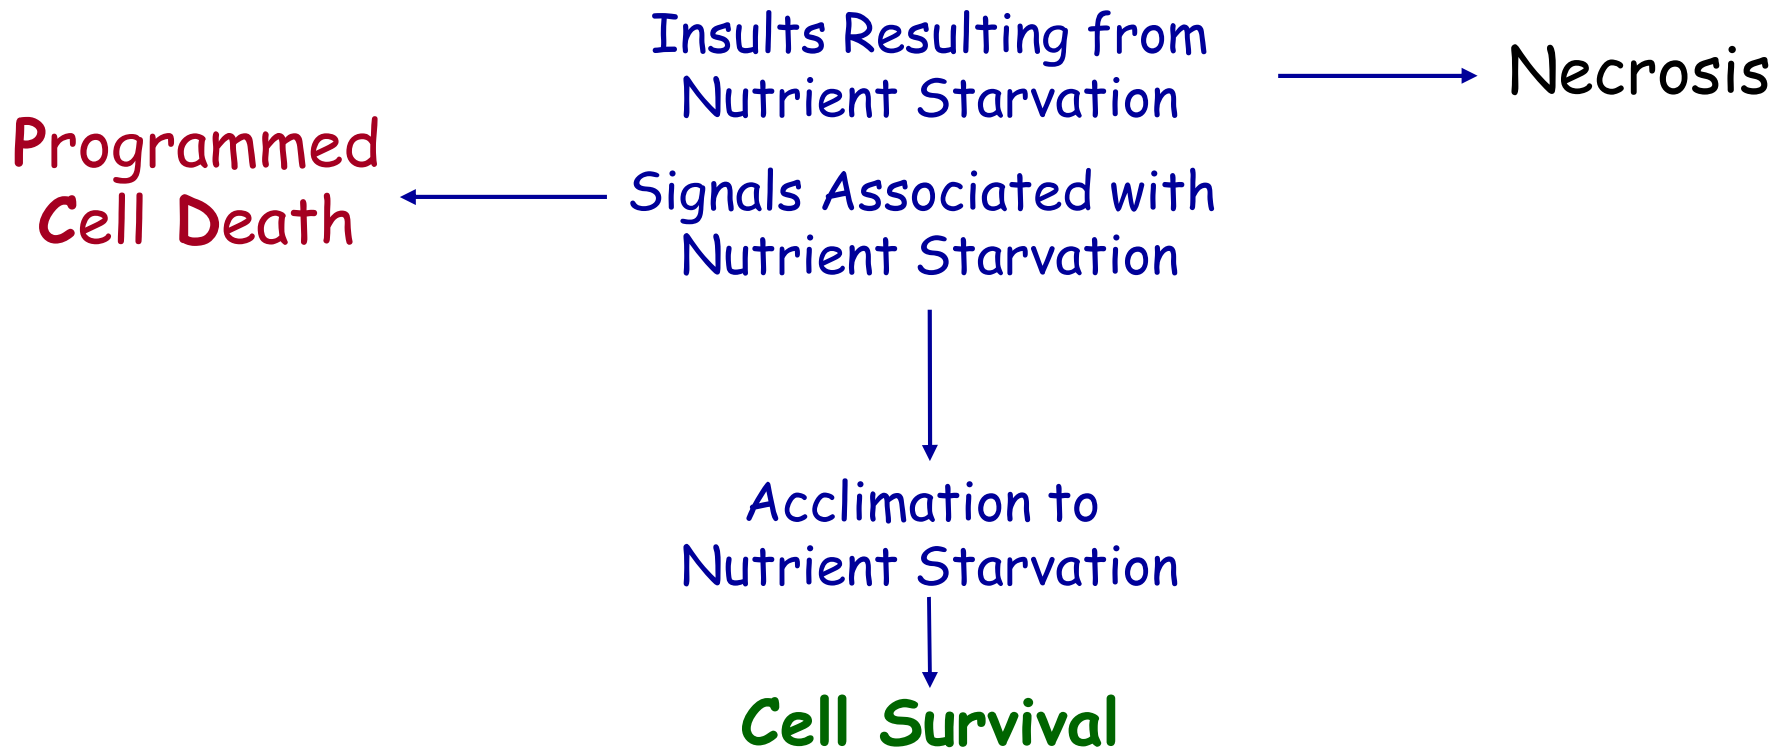 Insults Resulting from
Nutrient Starvation
Necrosis
Programmed
Cell Death
Signals Associated with
Nutrient Starvation
Acclimation to
Nutrient Starvation
Cell Survival